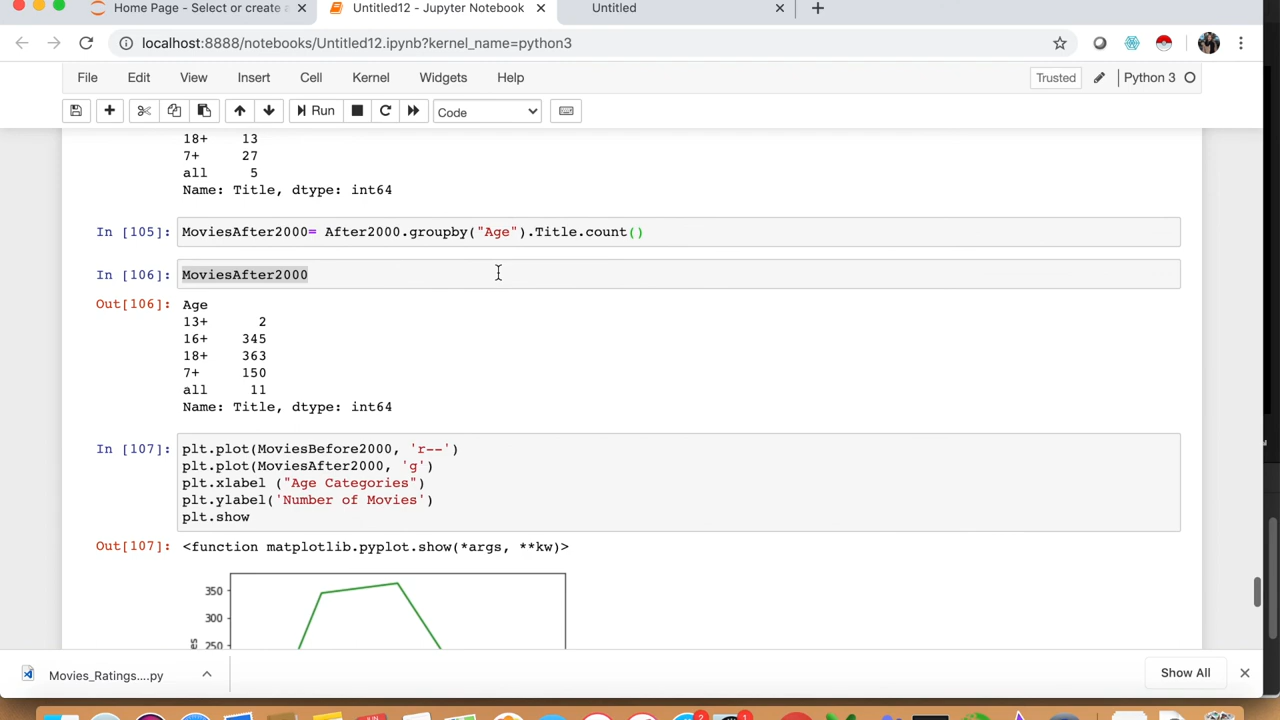 Home Page - Select or create a
Untitled12 - Jupyter Notebook
Untitled
localhost:8888/notebooks/Untitled12.ipynb?kernel_name=python3
File Edit View Insert Cell Kernel Widgets Help
Trusted
Python 3
Run
Code
18+ 13
7+ 27
all 5
Name: Title, dtype: int64
In [105]: MoviesAfter2000= After2000.groupby("Age").Title.count()
In [106]: MoviesAfter2000
Out[106]: Age
13+ 2
16+ 345
18+ 363
7+ 150
all 11
Name: Title, dtype: int64
In [107]: plt.plot(MoviesBefore2000, 'r--')
plt.plot(MoviesAfter2000, 'g')
plt.xlabel ("Age Categories")
plt.ylabel('Number of Movies')
plt.show
Out[107]: <function matplotlib.pyplot.show(*args, **kw)>
350
300
250
Movies_Ratings....py
Show All